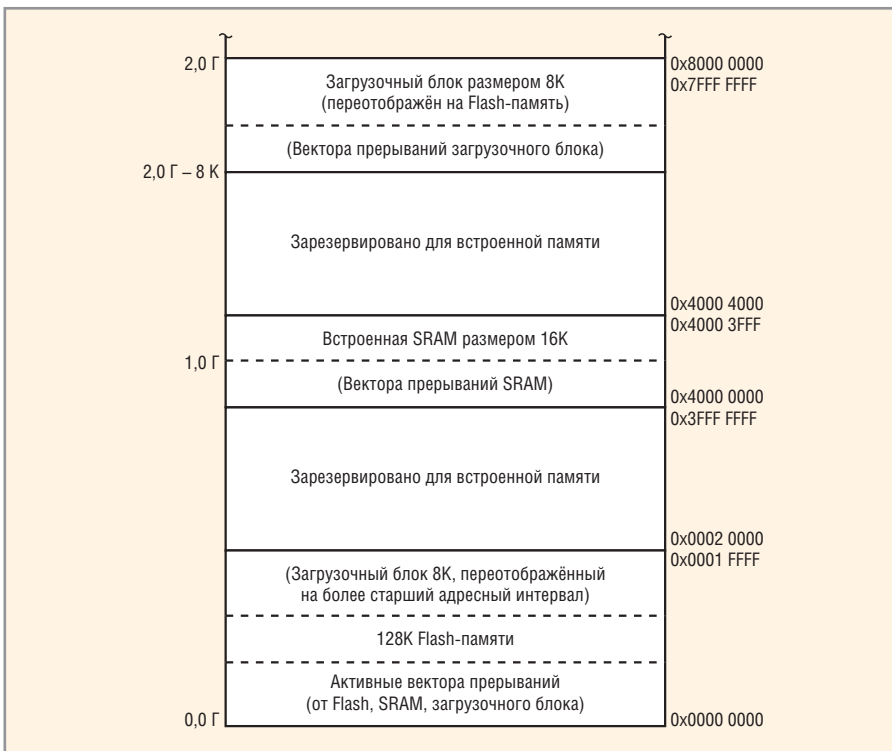 2,0 Г
0x8000 0000
0x7FFF FFFF
Загрузочный блок размером 8K
(переотображён на Flash-память)
(Вектора прерываний загрузочного блока)
2,0 Г – 8 К
Зарезервировано для встроенной памяти
0x4000 4000
0x4000 3FFF
Встроенная SRAM размером 16K
1,0 Г
(Вектора прерываний SRAM)
0x4000 0000
0x3FFF FFFF
Зарезервировано для встроенной памяти
0x0002 0000
0x0001 FFFF
(Загрузочный блок 8K, переотображённый
на более старший адресный интервал)
128K Flash-памяти
Активные вектора прерываний
(от Flash, SRAM, загрузочного блока)
0,0 Г
0x0000 0000